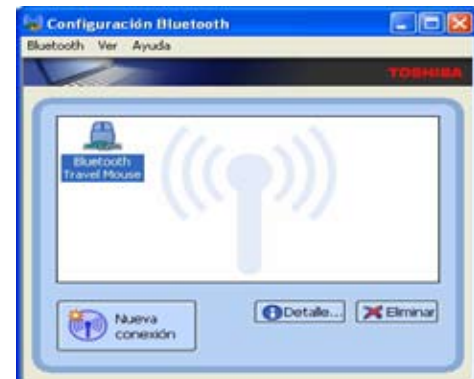 Configuración Bluetooth
Bluetooth Ver Ayuda
TOSHIBA
Bluetooth
Travel Mouse
Nueva
conexión
Detalle...
Eliminar